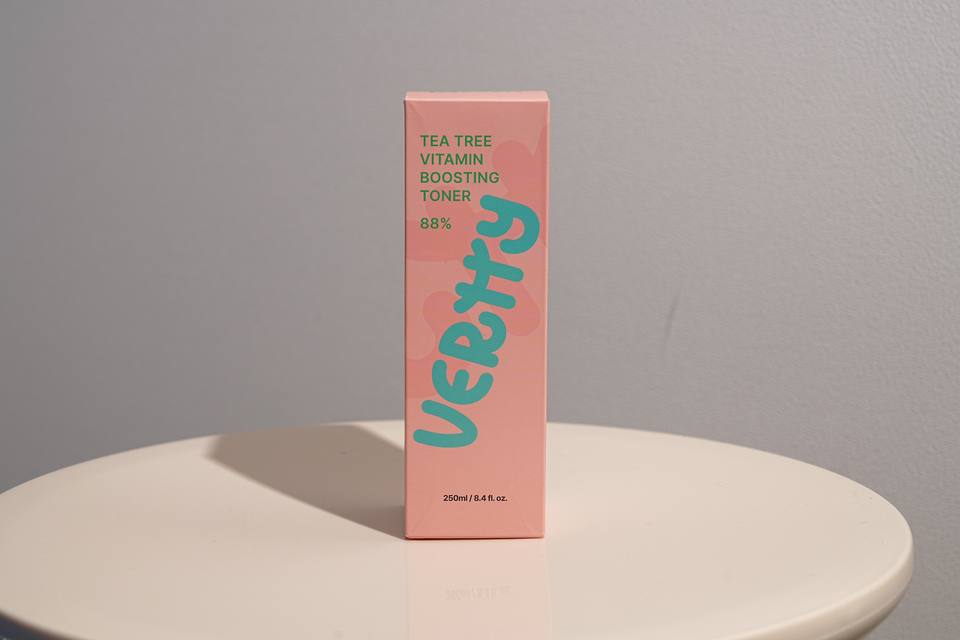 TEA TREE
VITAMIN
BOOSTING
TONER
88%
VERTTY
250ml / 8.4 fl. oz.